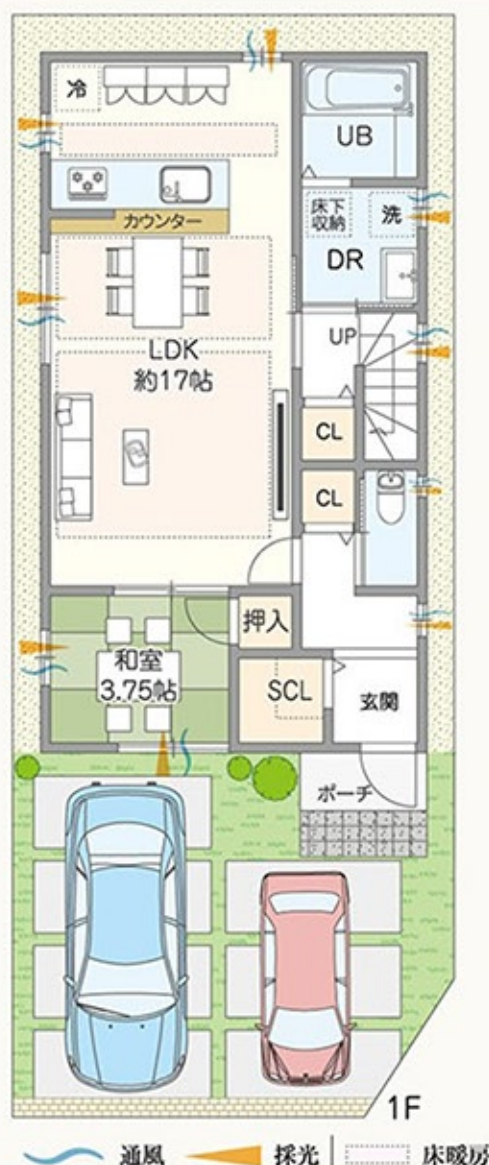 冷
UB
床下
収納
洗
カウンター
DR
UP
LDK
約17帖
CL
CL
押入
和室
3.75帖
SCL
玄関
ポーチ
1F
通風
採光
床暖房